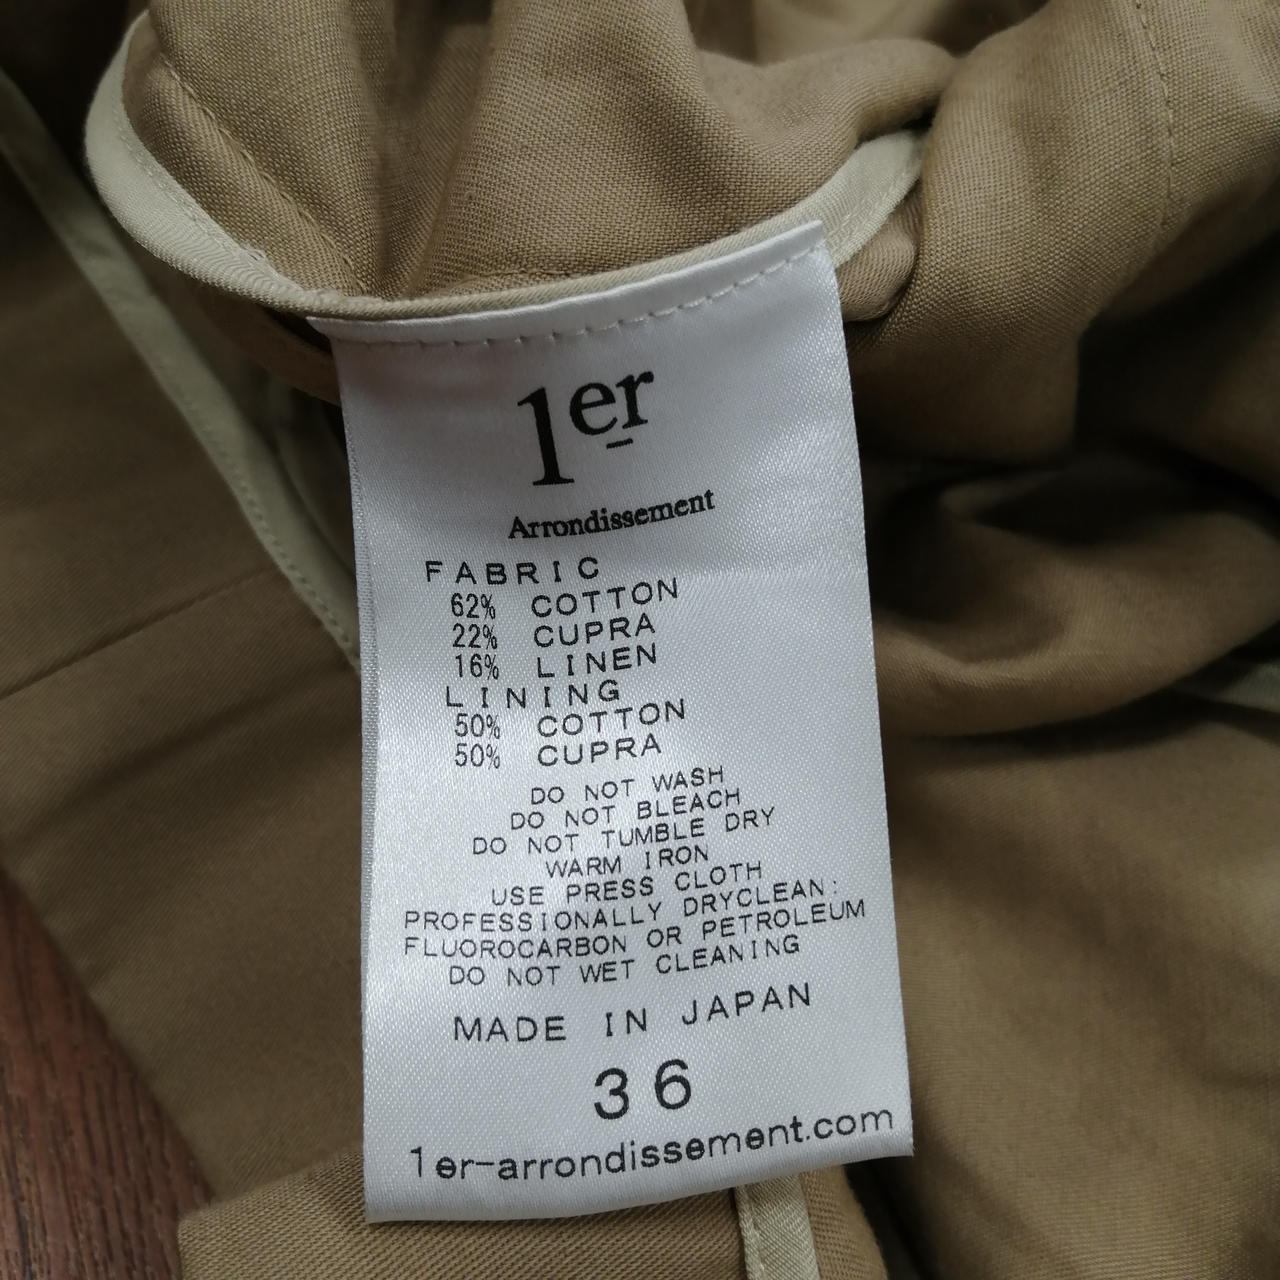 1er
Arrondissement
FABRIC
62% COTTON
22% CUPRA
16% LINEN
LINING
50% COTTON
50% CUPRA
DO NOT WASH
DO NOT BLEACH
DO NOT TUMBLE DRY
WARM IRON
USE PRESS CLOTH
PROFESSIONALLY DRYCLEAN:
FLUOROCARBON OR PETROLEUM
DO NOT WET CLEANING
MADE IN JAPAN
36
1er-arrondissement.com